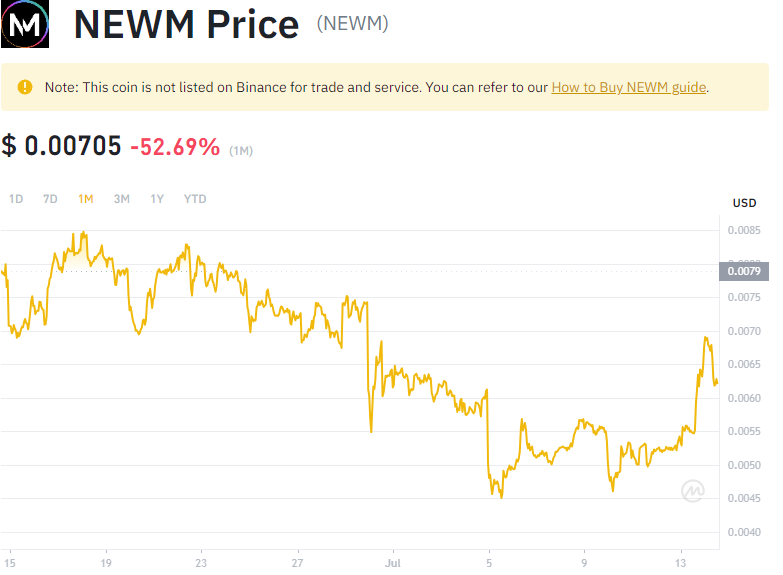 NEWM Price (NEWM)
Note: This coin is not listed on Binance for trade and service. You can refer to our How to Buy NEWM guide.
$ 0.00705 -52.69% (1M)
1D 7D 1M 3M 1Y YTD
USD
0.0085
0.0079
0.0075
0.0070
0.0065
0.0060
0.0055
0.0050
0.0045
0.0040
15 19 23 27 Jul 5 9 13